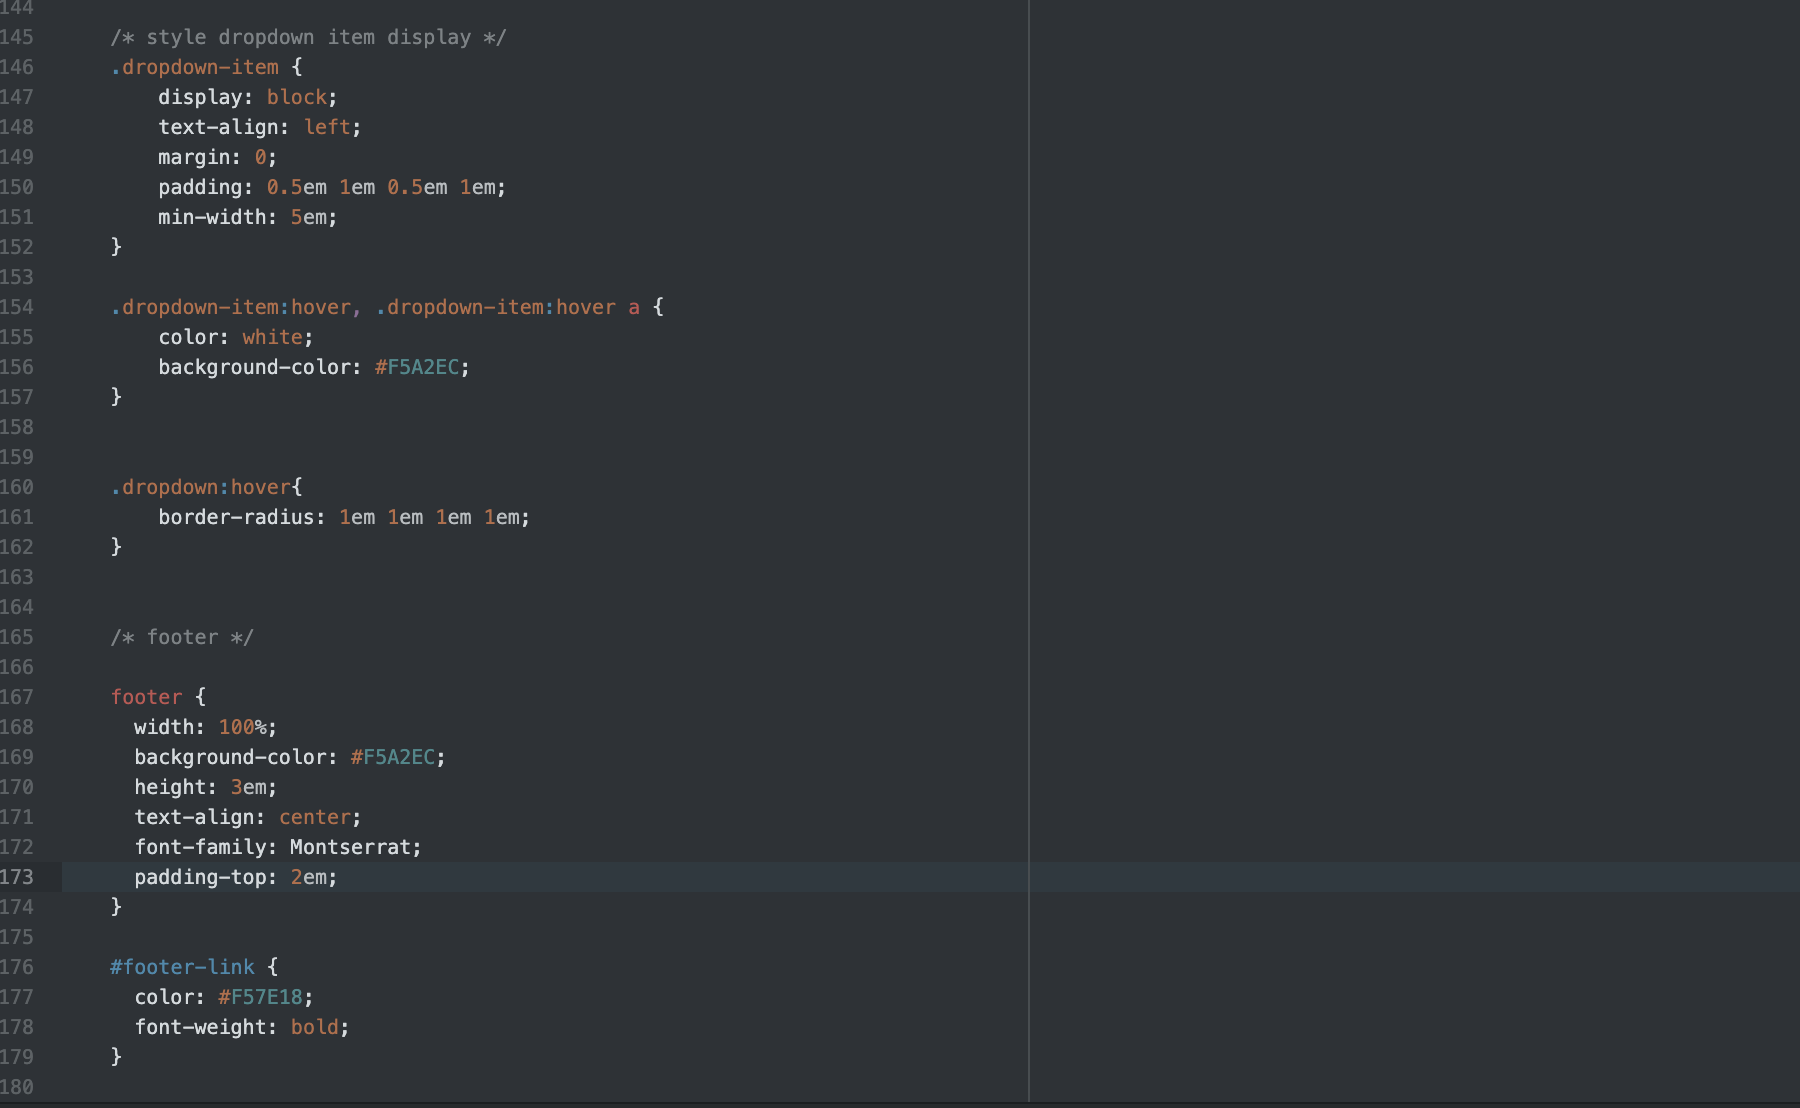 144
145 /* style dropdown item display */
146 .dropdown-item {
147 display: block;
148 text-align: left;
149 margin: 0;
150 padding: 0.5em 1em 0.5em 1em;
151 min-width: 5em;
152 }
153
154 .dropdown-item:hover, .dropdown-item:hover a {
155 color: white;
156 background-color: #F5A2EC;
157 }
158
159
160 .dropdown:hover{
161 border-radius: 1em 1em 1em 1em;
162 }
163
164
165 /* footer */
166
167 footer {
168 width: 100%;
169 background-color: #F5A2EC;
170 height: 3em;
171 text-align: center;
172 font-family: Montserrat;
173 padding-top: 2em;
174 }
175
176 #footer-link {
177 color: #F57E18;
178 font-weight: bold;
179 }
180